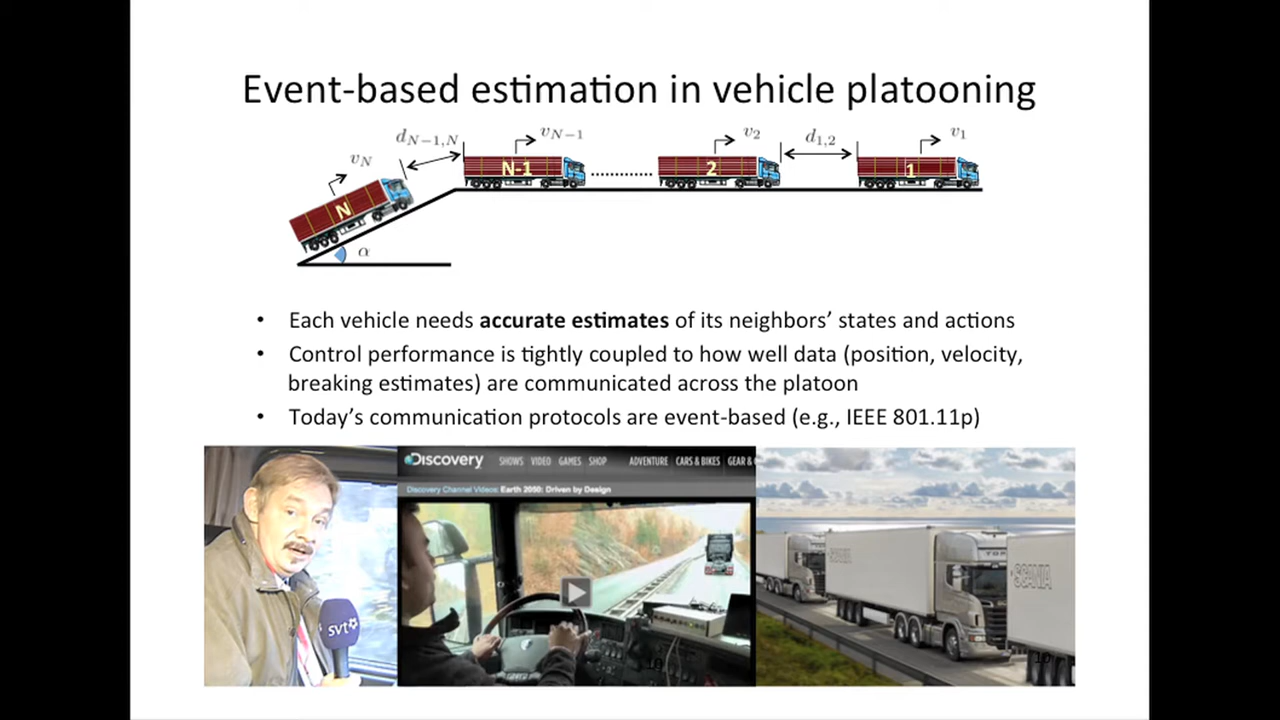 Event-based estimation in vehicle platooning
d_{N-1,N}
v_{N-1}
v_2
d_{1,2}
v_1
v_N
N
N-1
2
1
α
• Each vehicle needs accurate estimates of its neighbors' states and actions
• Control performance is tightly coupled to how well data (position, velocity,
breaking estimates) are communicated across the platoon
• Today's communication protocols are event-based (e.g., IEEE 801.11p)
Discovery SHOWS VIDEO GAMES SHOP ADVENTURE CARS & BIKES GEAR &
Discovery Channel Videos: Earth 2050: Driven by Design
svt
SCANIA
SCANIA